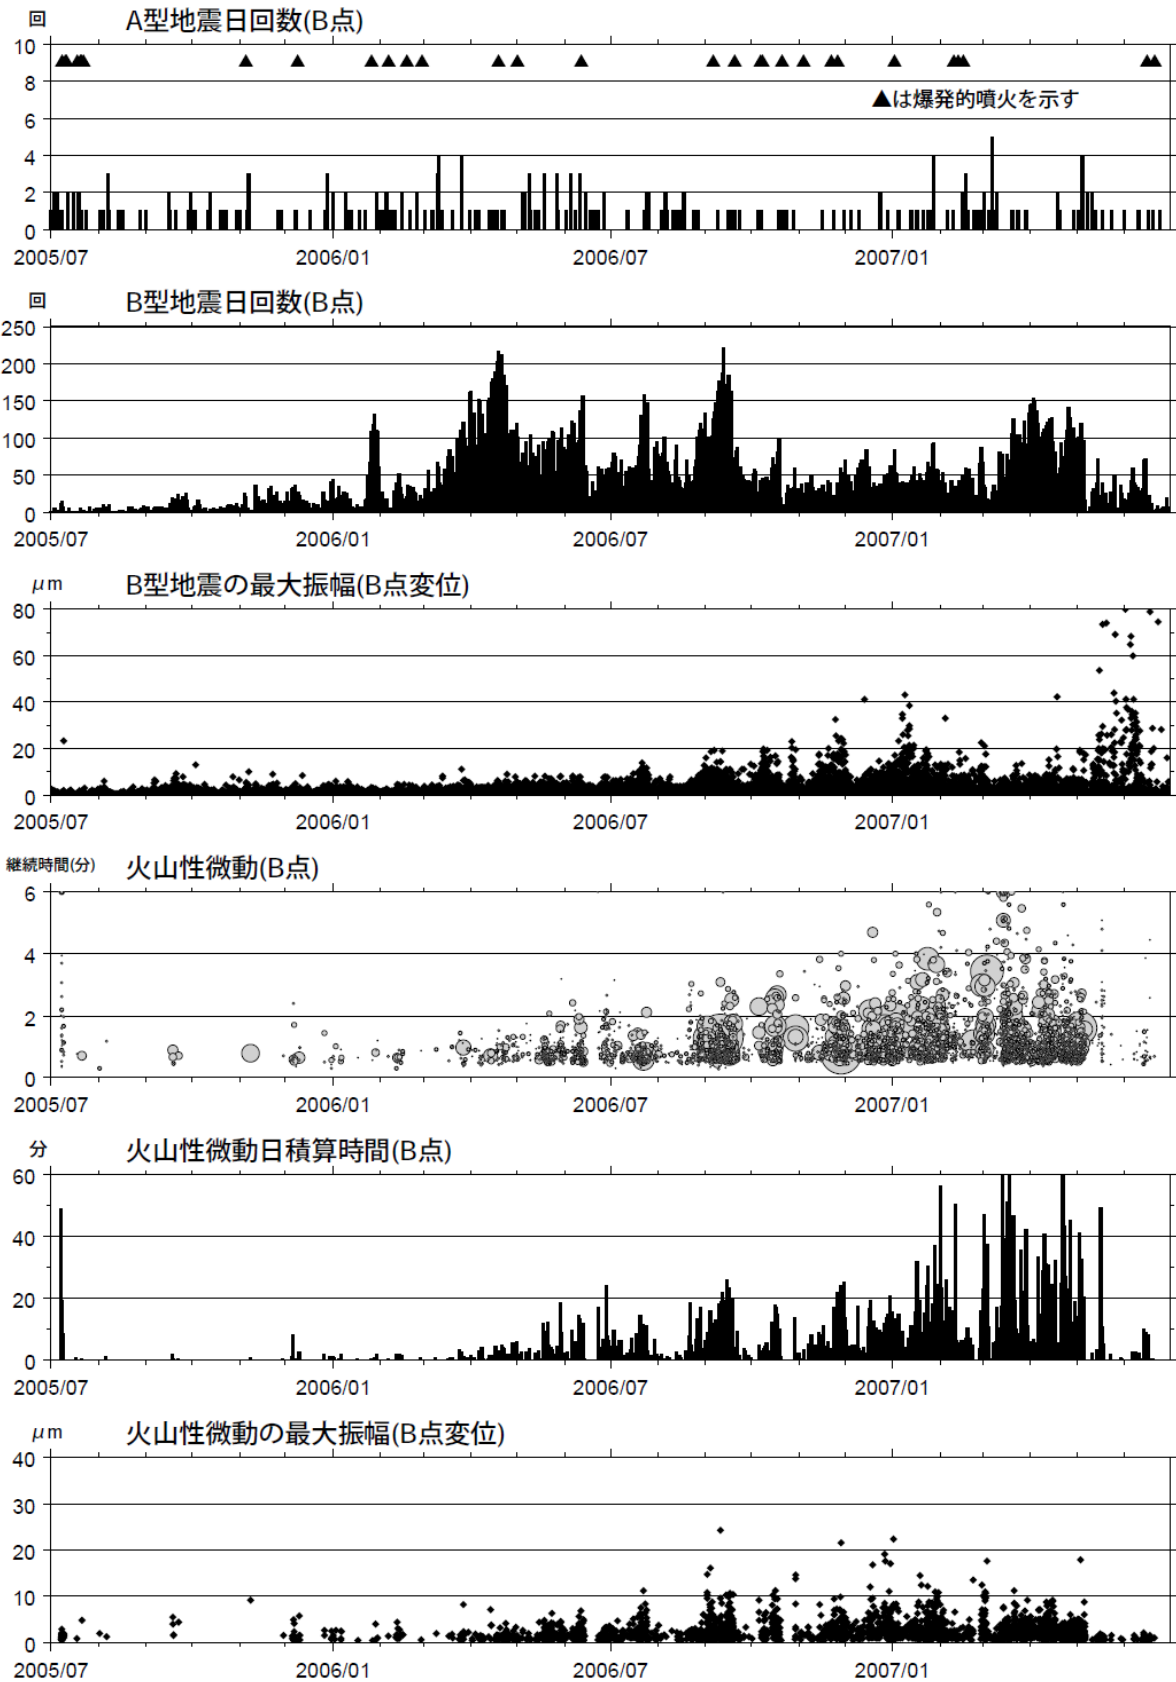 回 A型地震日回数(B点)
10
8
▲は爆発的噴火を示す
6
4
2
0
2005/07 2006/01 2006/07 2007/01
回 B型地震日回数(B点)
250
200
150
100
50
0
2005/07 2006/01 2006/07 2007/01
μm B型地震の最大振幅(B点変位)
80
60
40
20
0
2005/07 2006/01 2006/07 2007/01
継続時間(分) 火山性微動(B点)
6
4
2
0
2005/07 2006/01 2006/07 2007/01
分 火山性微動日積算時間(B点)
60
40
20
0
2005/07 2006/01 2006/07 2007/01
μm 火山性微動の最大振幅(B点変位)
40
30
20
10
0
2005/07 2006/01 2006/07 2007/01